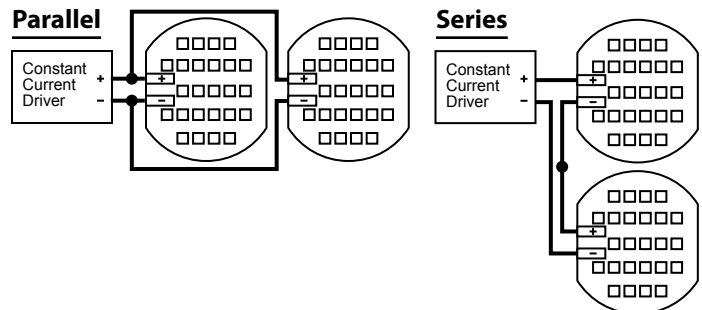 Parallel
Constant
Current
Driver
+
−
+
−
+
−
Series
Constant
Current
Driver
+
−
+
−
+
−